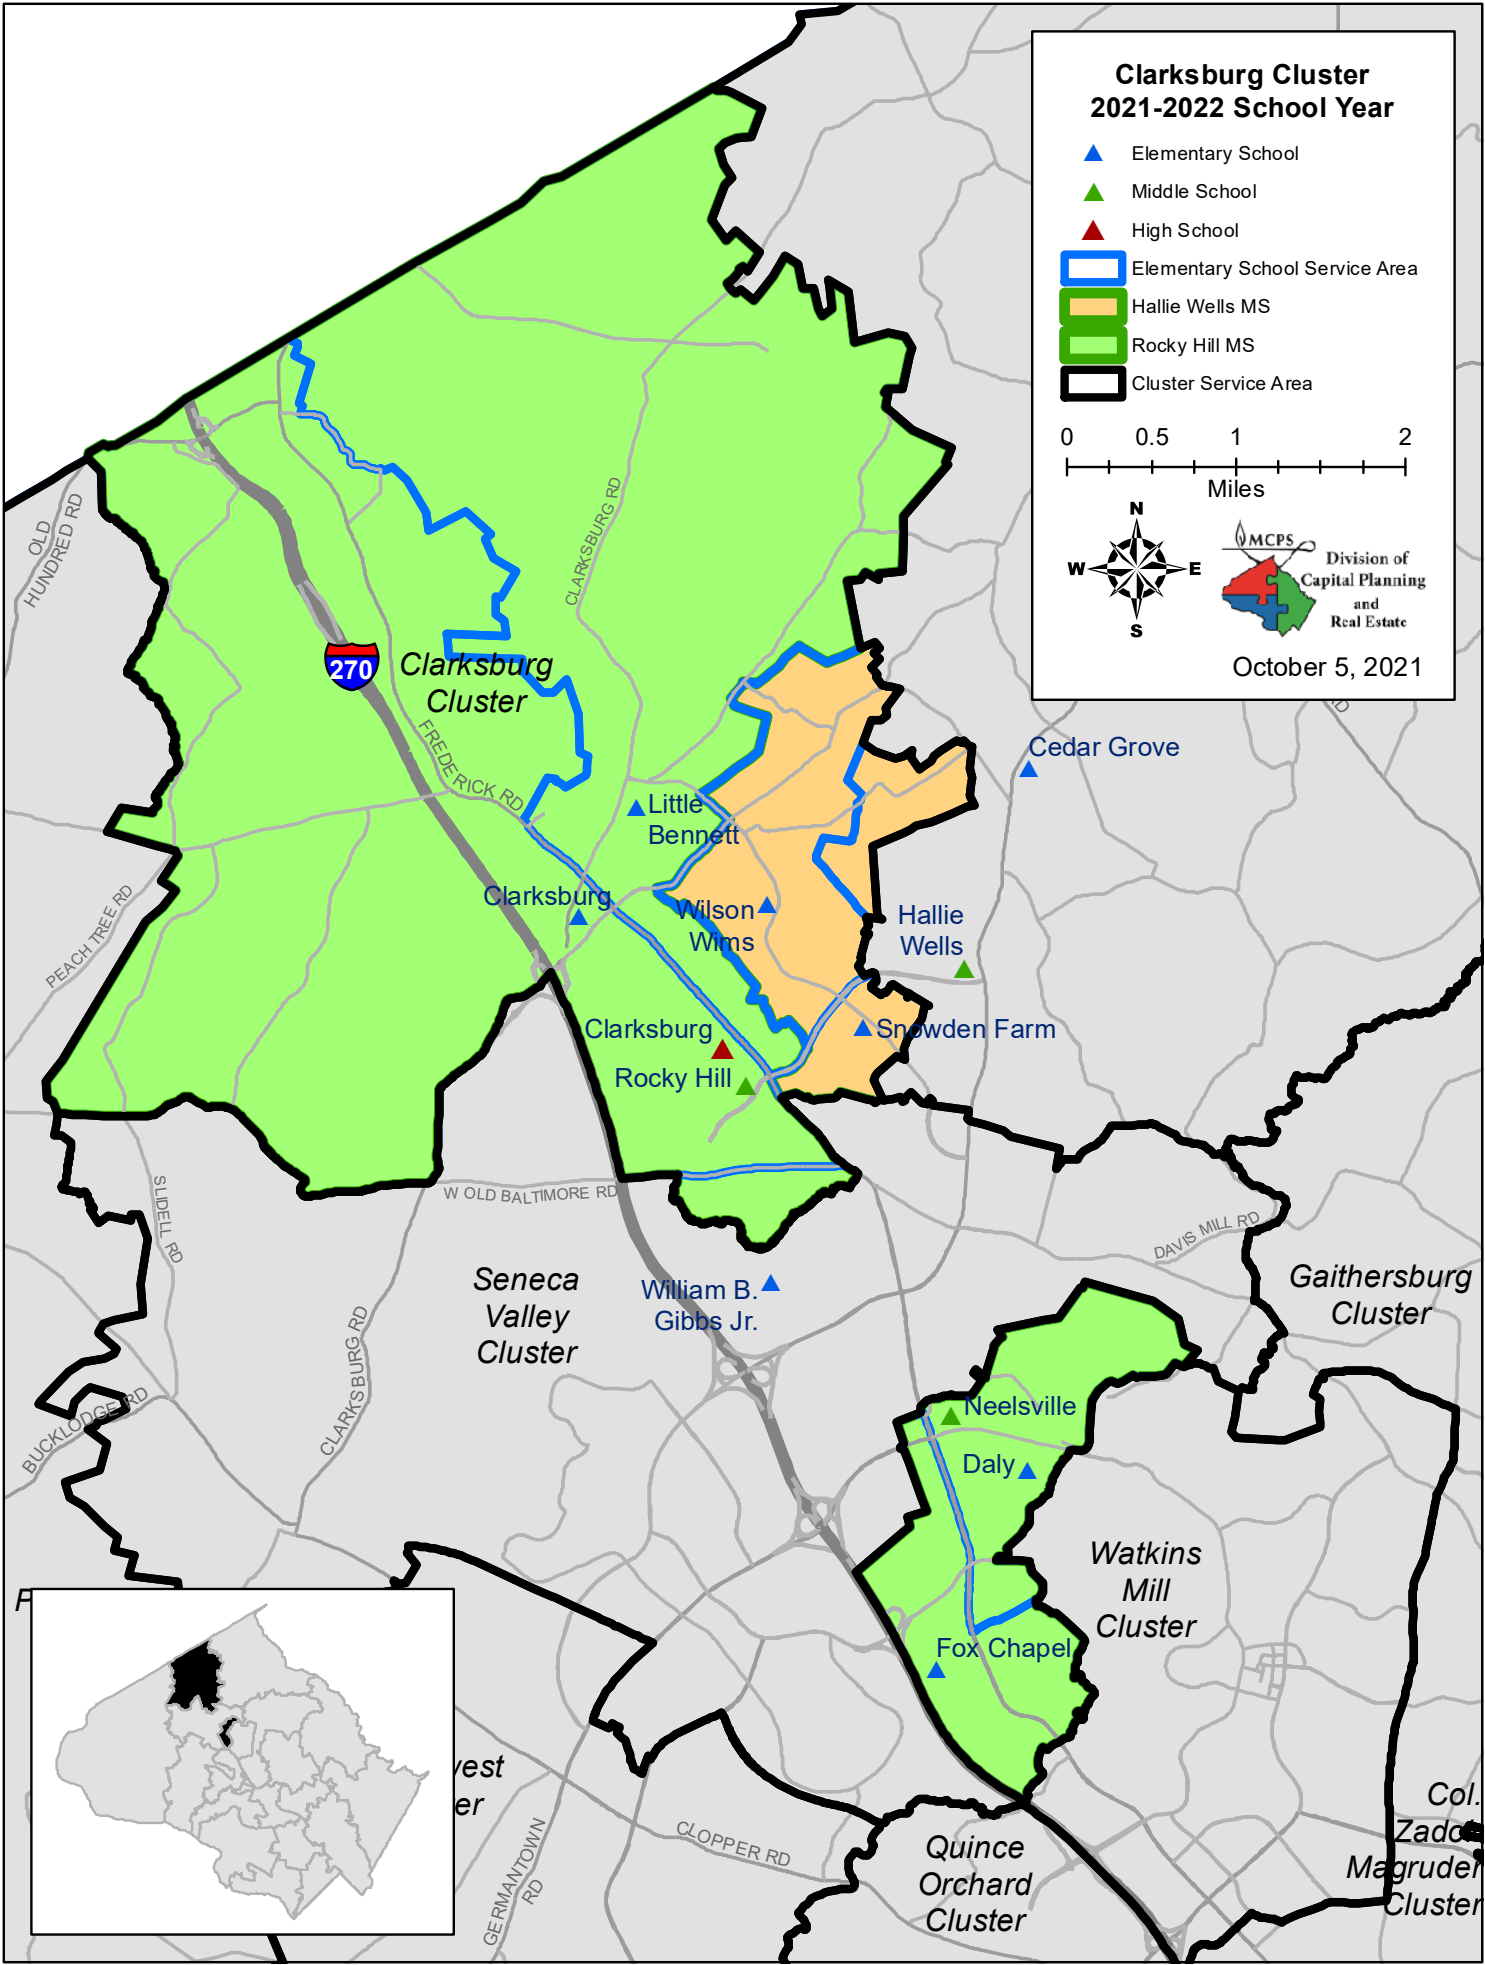 Clarksburg Cluster
2021-2022 School Year
Elementary School
Middle School
High School
Elementary School Service Area
Hallie Wells MS
Rocky Hill MS
Cluster Service Area
0 0.5 1 2
Miles
N
W E
S
MCPS
Division of
Capital Planning
and
Real Estate
October 5, 2021
OLD
HUNDRED RD
CLARKSBURG RD
270
Clarksburg
Cluster
FREDERICK RD
Cedar Grove
Little
Bennett
Clarksburg
Wilson
Wims
Hallie
Wells
PEACH TREE RD
Clarksburg
Snowden Farm
Rocky Hill
W OLD BALTIMORE RD
SLIDELL RD
DAVIS MILL RD
Seneca
Valley
Cluster
William B.
Gibbs Jr.
Gaithersburg
Cluster
CLARKSBURG RD
BUCKLODGE RD
Neelsville
Daly
Watkins
Mill
Cluster
Fox Chapel
P
vest
er
GERMANTOWN
RD
CLOPPER RD
Quince
Orchard
Cluster
Col.
Magruder
Cluster